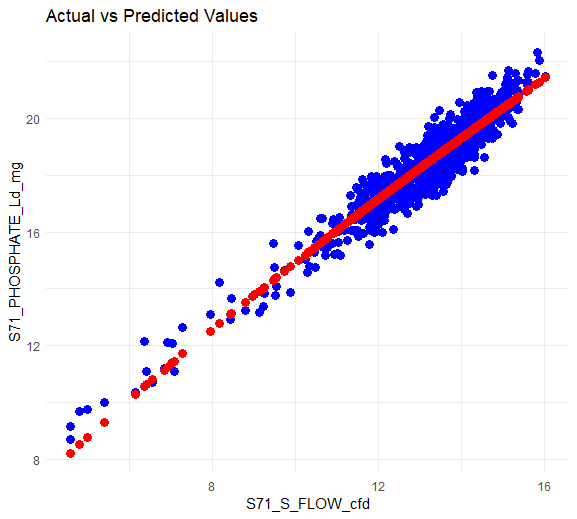 Actual vs Predicted Values
S71_PHOSPHATE_Ld_mg
20
16
12
8
8
12
16
S71_S_FLOW_cfd